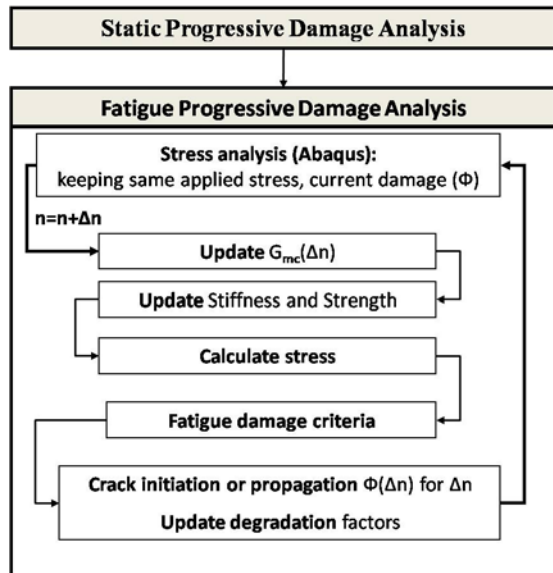 Static Progressive Damage Analysis
Fatigue Progressive Damage Analysis
Stress analysis (Abaqus):
keeping same applied stress, current damage (Φ)
n=n+Δn
Update Gmc(Δn)
Update Stiffness and Strength
Calculate stress
Fatigue damage criteria
Crack initiation or propagation Φ(Δn) for Δn
Update degradation factors